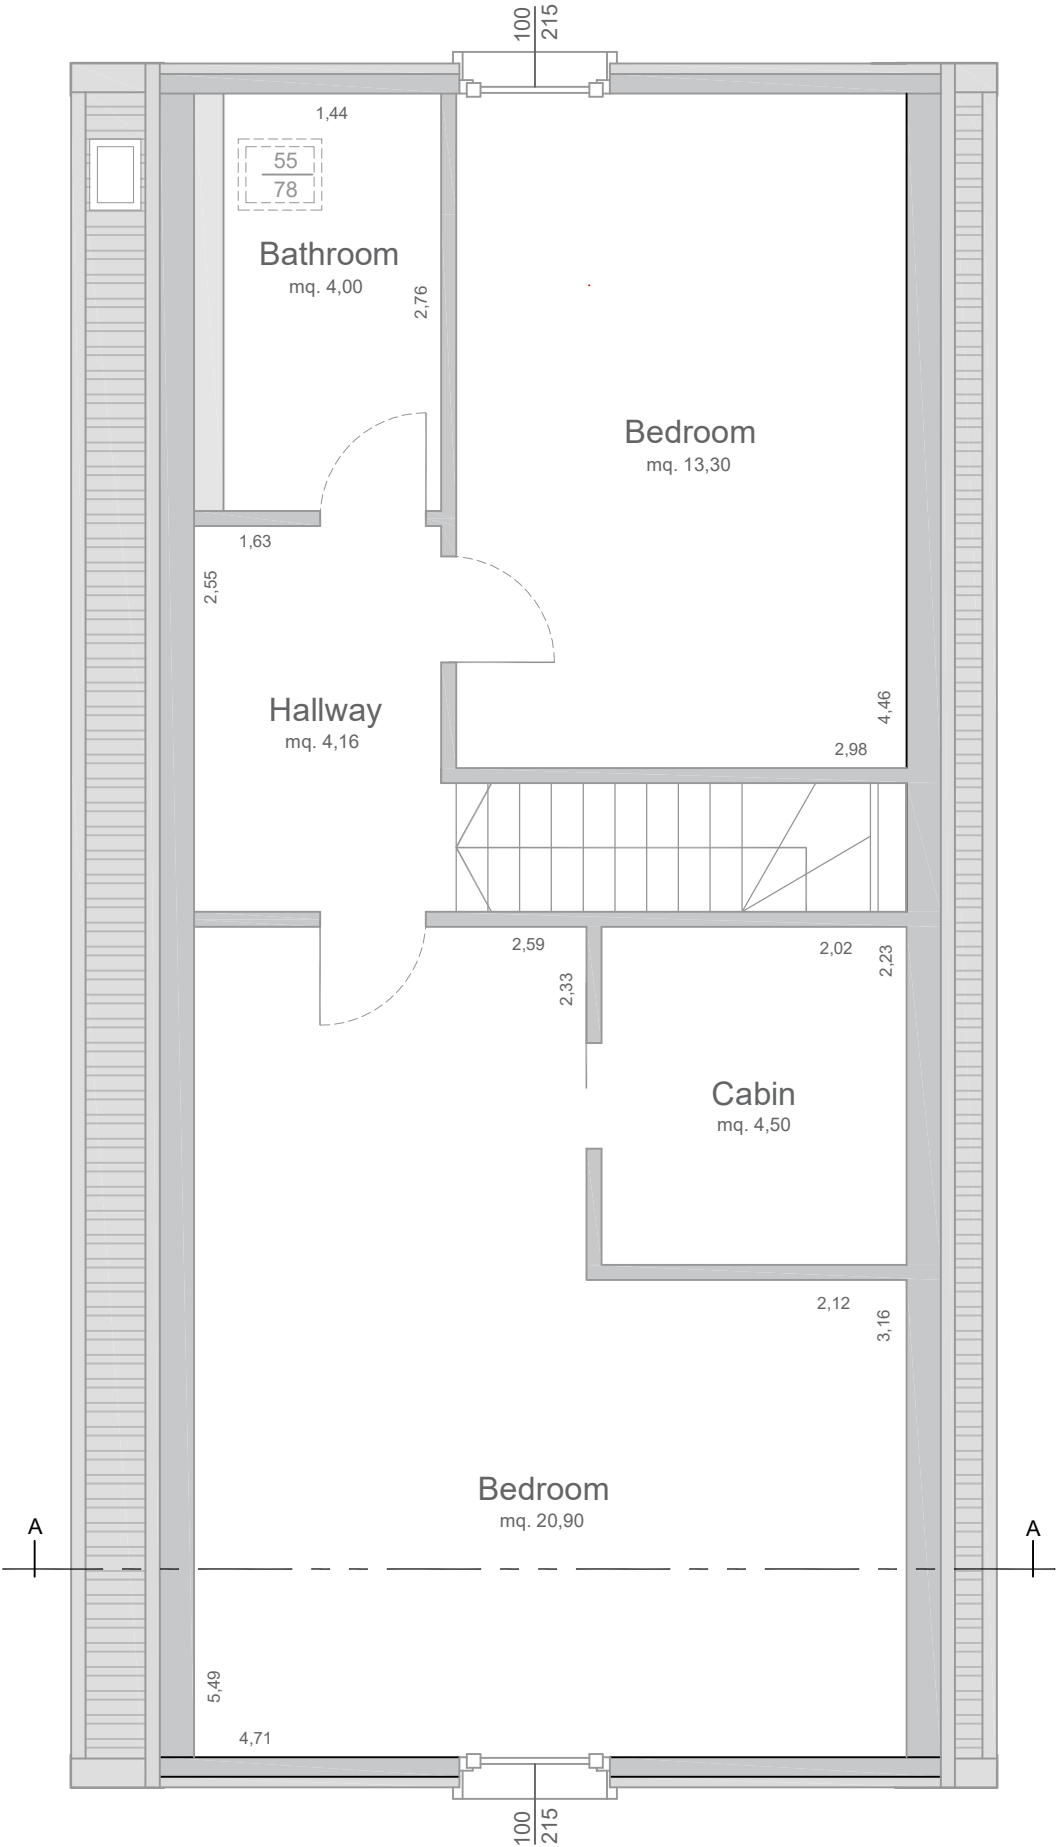 100
215
1,44
55
78
Bathroom
mq. 4,00
2,76
Bedroom
mq. 13,30
1,63
2,55
Hallway
mq. 4,16
4,46
2,98
2,59
2,33
2,02
2,23
Cabin
mq. 4,50
2,12
3,16
Bedroom
mq. 20,90
A
A
5,49
4,71
100
215